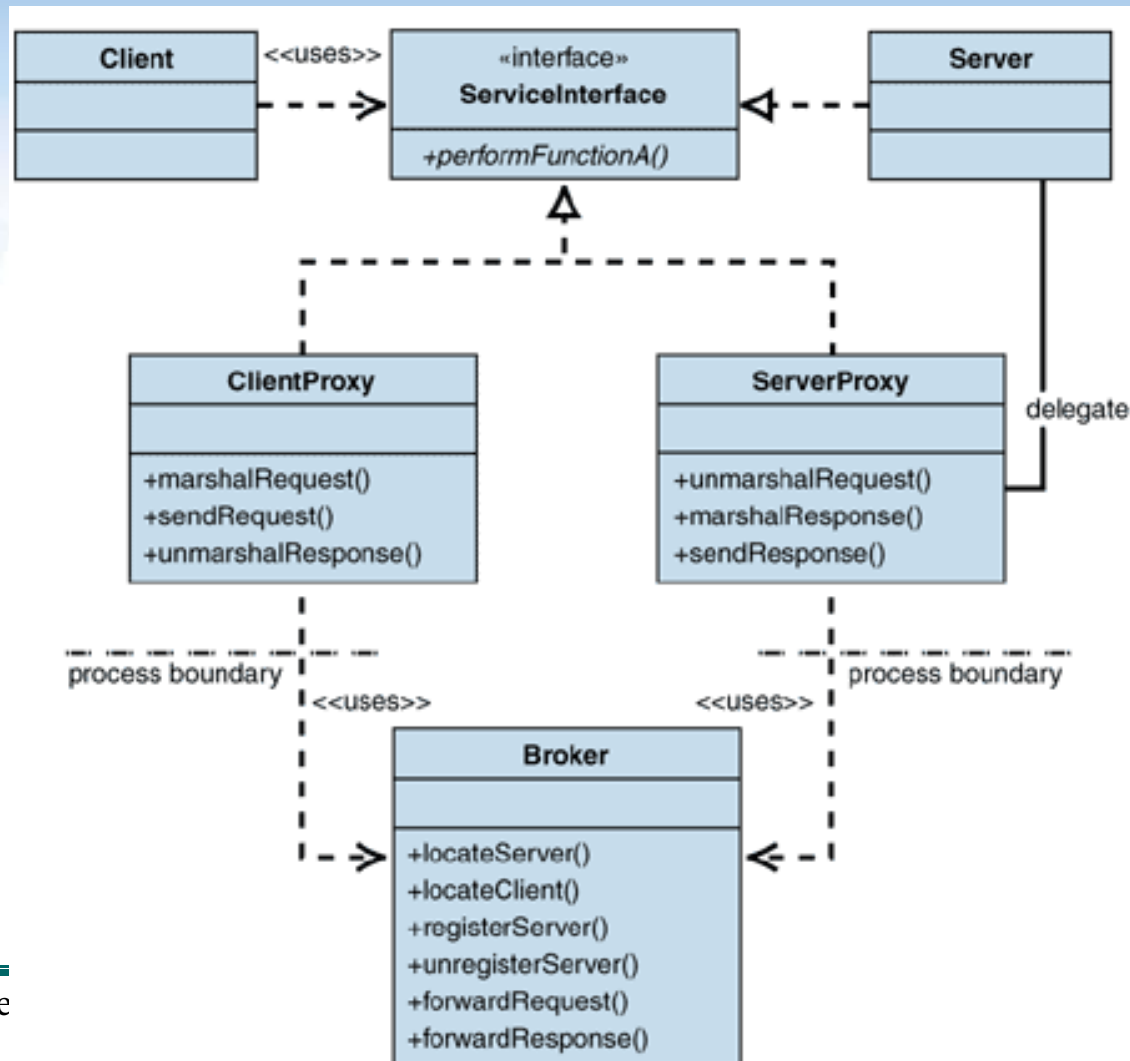 Client
<<uses>>
«interface»
ServiceInterface
+performFunctionA()
Server
ClientProxy
+marshalRequest()
+sendRequest()
+unmarshalResponse()
ServerProxy
+unmarshalRequest()
+marshalResponse()
+sendResponse()
delegate
process boundary
process boundary
<<uses>>
<<uses>>
Broker
+locateServer()
+locateClient()
+registerServer()
+unregisterServer()
+forwardRequest()
+forwardResponse()